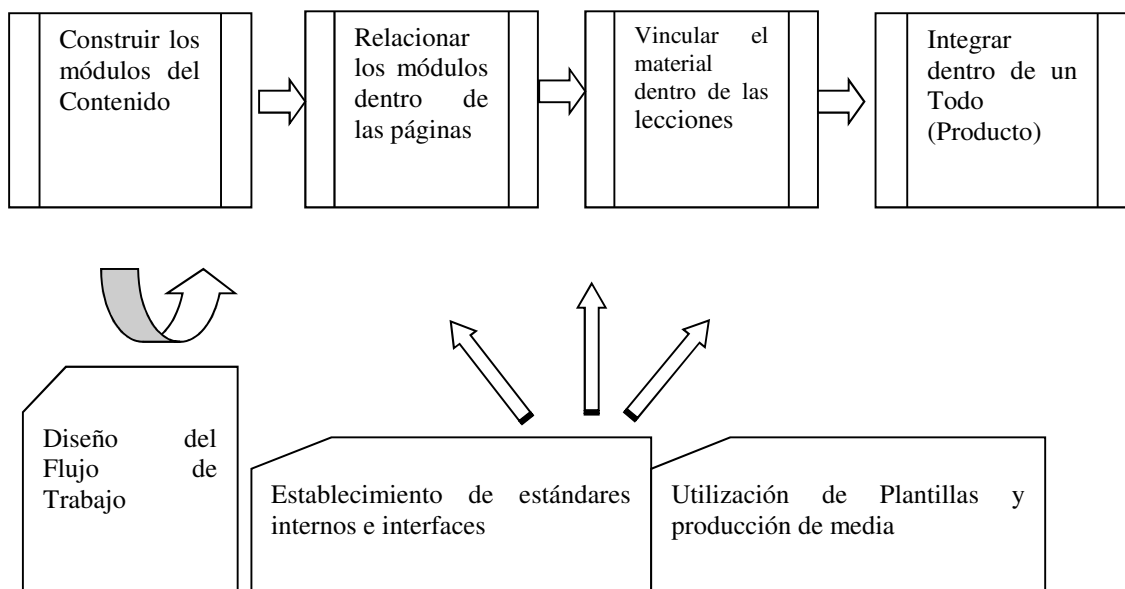 Construir los
módulos del
Contenido
Relacionar
los módulos
dentro de
las páginas
Vincular el
material
dentro de las
lecciones
Integrar
dentro de un
Todo
(Producto)
Diseño del
Flujo de
Trabajo
Establecimiento de estándares
internos e interfaces
Utilización de Plantillas y
producción de media